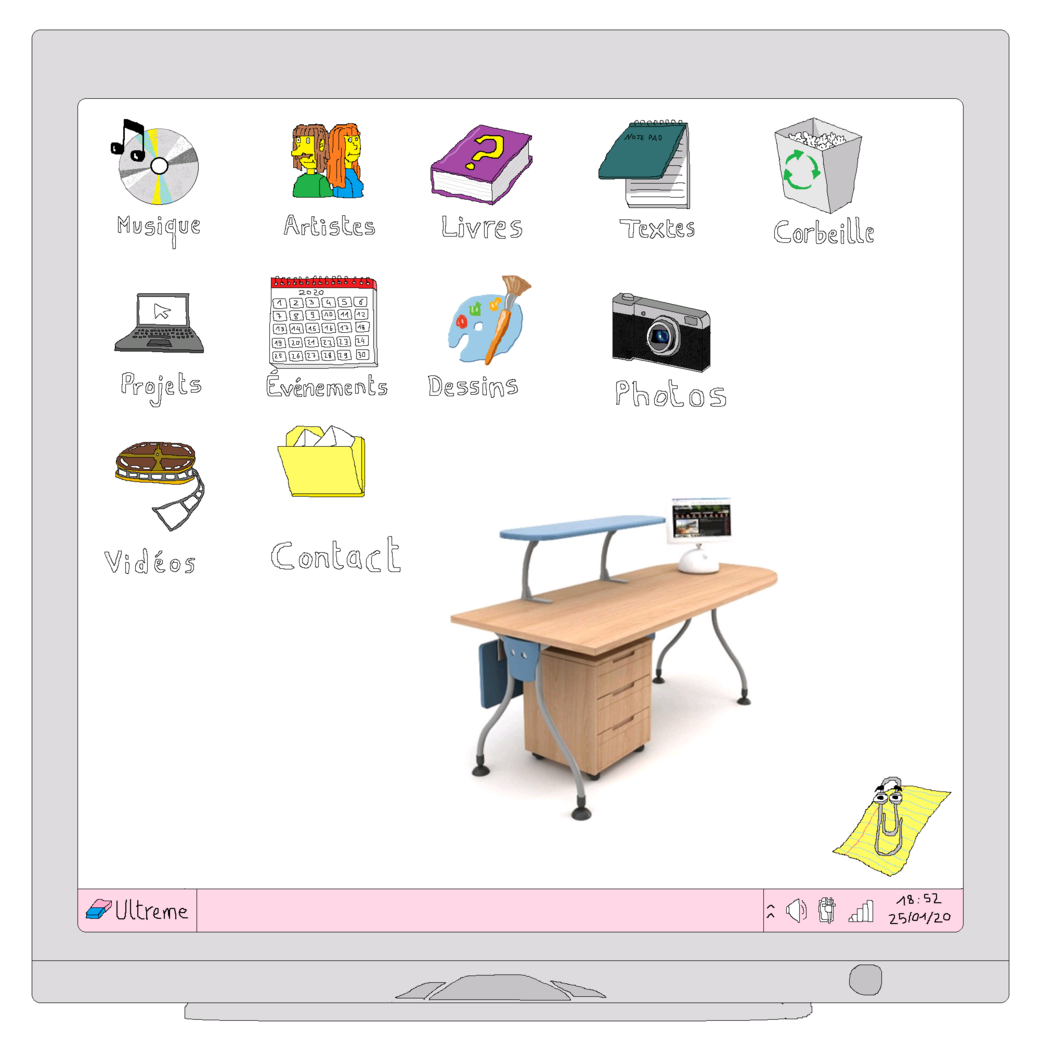 Musique
Artistes
?
Livres
NOTE PAD
Textes
Corbeille
Projets
2020
1 2 3 4 5 6
7 8 9 10 11 12
13 14 15 16 17 18
19 20 21 22 23 24
25 26 27 28 29 30
Événements
Dessins
Photos
Vidéos
Contact
Ultreme
18:52
25/01/20